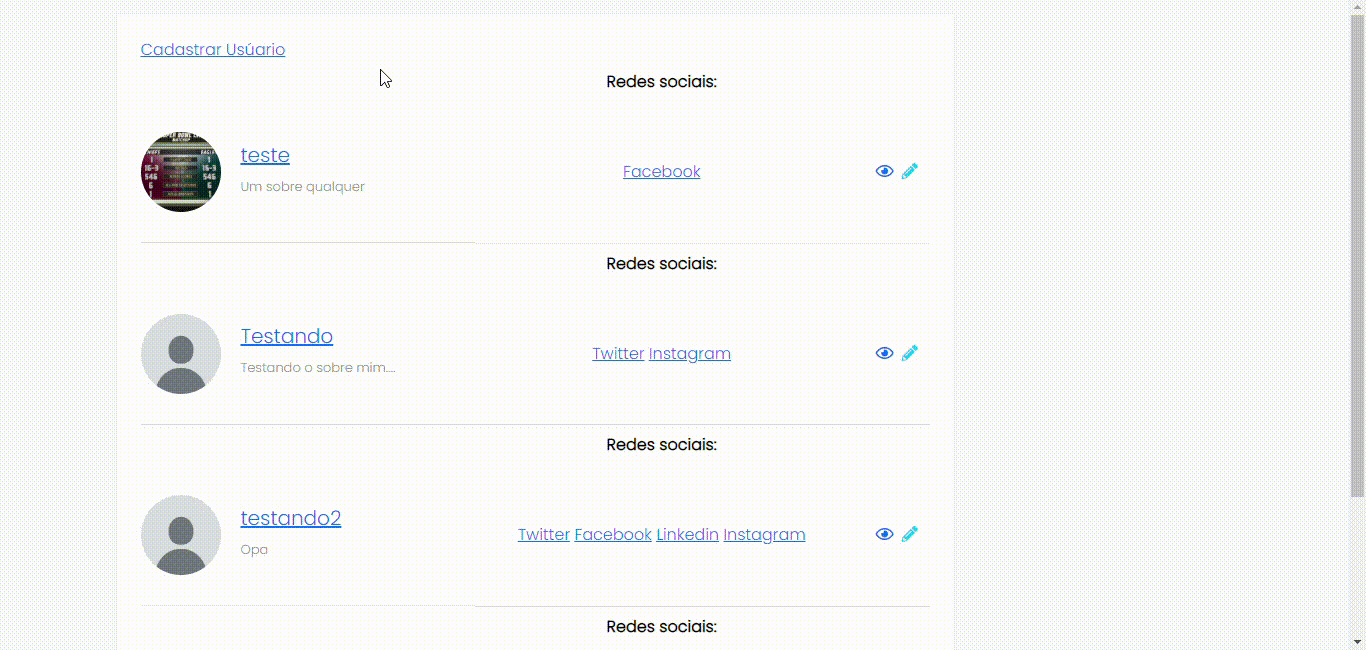 Cadastrar Usúario
Redes sociais:
teste
Um sobre qualquer
Facebook
Redes sociais:
Testando
Testando o sobre mim....
Twitter Instagram
Redes sociais:
testando2
Opa
Twitter Facebook Linkedin Instagram
Redes sociais: